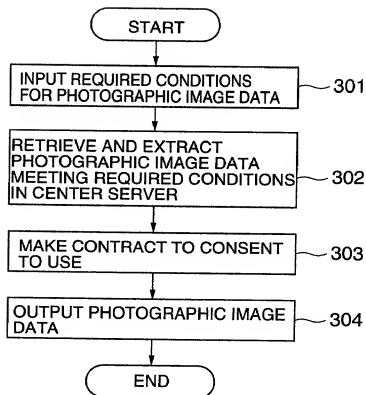 START
INPUT REQUIRED CONDITIONS
FOR PHOTOGRAPHIC IMAGE DATA
301
RETRIEVE AND EXTRACT
PHOTOGRAPHIC IMAGE DATA
MEETING REQUIRED CONDITIONS
IN CENTER SERVER
302
MAKE CONTRACT TO CONSENT
TO USE
303
OUTPUT PHOTOGRAPHIC IMAGE
DATA
304
END